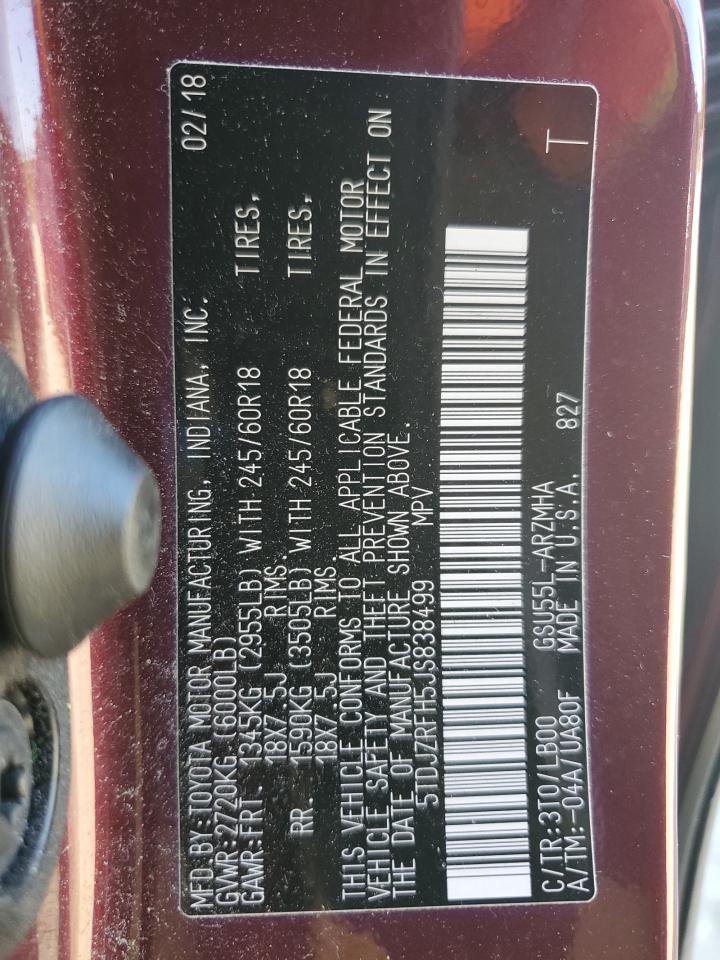 MFD BY:TOYOTA MOTOR MANUFACTURING, INDIANA, INC. 02/18
GVWR:2720KG (6000LB)
GAWR:FRT. 1345KG (2955LB) WITH 245/60R18 TIRES,
18X7.5J RIMS.
RR. 1590KG (3505LB) WITH 245/60R18 TIRES,
18X7.5J RIMS.
THIS VEHICLE CONFORMS TO ALL APPLICABLE FEDERAL MOTOR
VEHICLE SAFETY AND THEFT PREVENTION STANDARDS IN EFFECT ON
THE DATE OF MANUFACTURE SHOWN ABOVE.
5TDJZRFH5JS838499 MPV
C/TR:3T0/LB00 GSU55L-ARZMHA T
A/TM:-04A/UA80F MADE IN U.S.A. 827